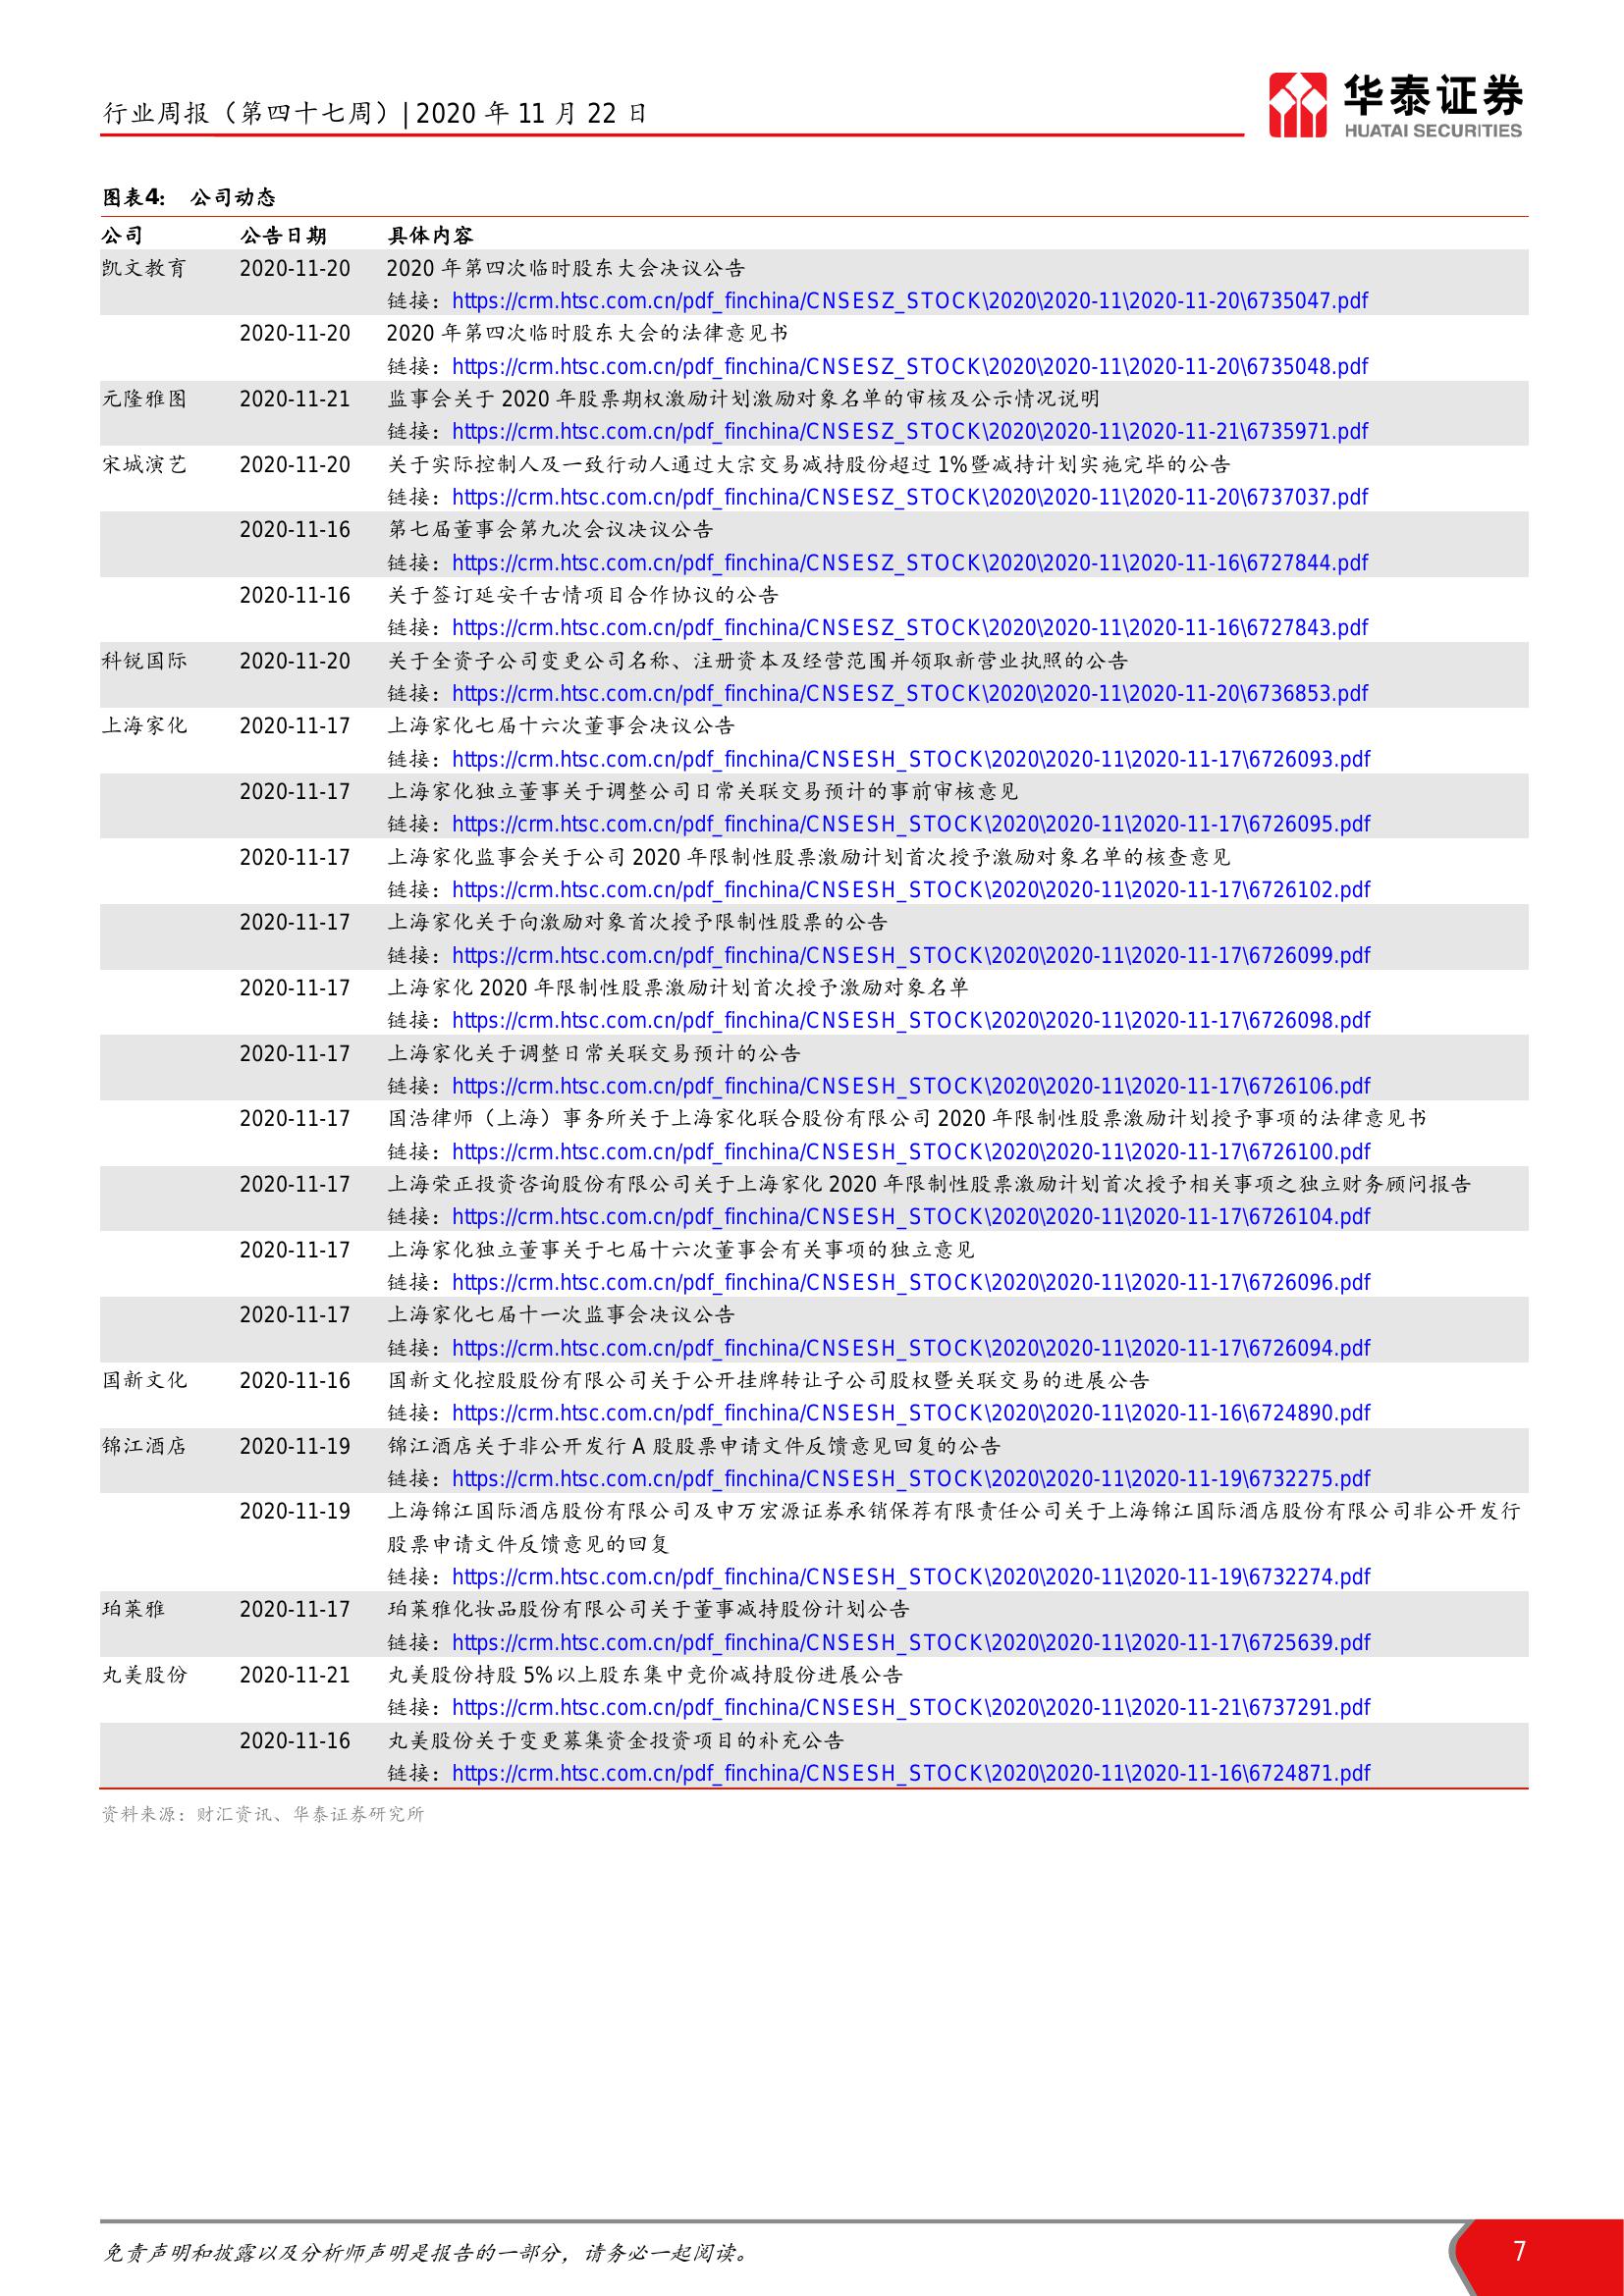 行业周报（第四十七周）| 2020 年 11 月 22 日
华泰证券
HUATAI SECURITIES
图表4： 公司动态
公司 公告日期 具体内容
凯文教育 2020-11-20 2020 年第四次临时股东大会决议公告
链接：https://crm.htsc.com.cn/pdf_finchina/CNSESZ_STOCK\2020\2020-11\2020-11-20\6735047.pdf
2020-11-20 2020 年第四次临时股东大会的法律意见书
链接：https://crm.htsc.com.cn/pdf_finchina/CNSESZ_STOCK\2020\2020-11\2020-11-20\6735048.pdf
元隆雅图 2020-11-21 监事会关于 2020 年股票期权激励计划激励对象名单的审核及公示情况说明
链接：https://crm.htsc.com.cn/pdf_finchina/CNSESZ_STOCK\2020\2020-11\2020-11-21\6735971.pdf
宋城演艺 2020-11-20 关于实际控制人及一致行动人通过大宗交易减持股份超过 1%暨减持计划实施完毕的公告
链接：https://crm.htsc.com.cn/pdf_finchina/CNSESZ_STOCK\2020\2020-11\2020-11-20\6737037.pdf
2020-11-16 第七届董事会第九次会议决议公告
链接：https://crm.htsc.com.cn/pdf_finchina/CNSESZ_STOCK\2020\2020-11\2020-11-16\6727844.pdf
2020-11-16 关于签订延安千古情项目合作协议的公告
链接：https://crm.htsc.com.cn/pdf_finchina/CNSESZ_STOCK\2020\2020-11\2020-11-16\6727843.pdf
科锐国际 2020-11-20 关于全资子公司变更公司名称、注册资本及经营范围并领取新营业执照的公告
链接：https://crm.htsc.com.cn/pdf_finchina/CNSESZ_STOCK\2020\2020-11\2020-11-20\6736853.pdf
上海家化 2020-11-17 上海家化七届十六次董事会决议公告
链接：https://crm.htsc.com.cn/pdf_finchina/CNSESH_STOCK\2020\2020-11\2020-11-17\6726093.pdf
2020-11-17 上海家化独立董事关于调整公司日常关联交易预计的事前审核意见
链接：https://crm.htsc.com.cn/pdf_finchina/CNSESH_STOCK\2020\2020-11\2020-11-17\6726095.pdf
2020-11-17 上海家化监事会关于公司 2020 年限制性股票激励计划首次授予激励对象名单的核查意见
链接：https://crm.htsc.com.cn/pdf_finchina/CNSESH_STOCK\2020\2020-11\2020-11-17\6726102.pdf
2020-11-17 上海家化关于向激励对象首次授予限制性股票的公告
链接：https://crm.htsc.com.cn/pdf_finchina/CNSESH_STOCK\2020\2020-11\2020-11-17\6726099.pdf
2020-11-17 上海家化 2020 年限制性股票激励计划首次授予激励对象名单
链接：https://crm.htsc.com.cn/pdf_finchina/CNSESH_STOCK\2020\2020-11\2020-11-17\6726098.pdf
2020-11-17 上海家化关于调整日常关联交易预计的公告
链接：https://crm.htsc.com.cn/pdf_finchina/CNSESH_STOCK\2020\2020-11\2020-11-17\6726106.pdf
2020-11-17 国浩律师（上海）事务所关于上海家化联合股份有限公司 2020 年限制性股票激励计划授予事项的法律意见书
链接：https://crm.htsc.com.cn/pdf_finchina/CNSESH_STOCK\2020\2020-11\2020-11-17\6726100.pdf
2020-11-17 上海荣正投资咨询股份有限公司关于上海家化 2020 年限制性股票激励计划首次授予相关事项之独立财务顾问报告
链接：https://crm.htsc.com.cn/pdf_finchina/CNSESH_STOCK\2020\2020-11\2020-11-17\6726104.pdf
2020-11-17 上海家化独立董事关于七届十六次董事会有关事项的独立意见
链接：https://crm.htsc.com.cn/pdf_finchina/CNSESH_STOCK\2020\2020-11\2020-11-17\6726096.pdf
2020-11-17 上海家化七届十一次监事会决议公告
链接：https://crm.htsc.com.cn/pdf_finchina/CNSESH_STOCK\2020\2020-11\2020-11-17\6726094.pdf
国新文化 2020-11-16 国新文化控股股份有限公司关于公开挂牌转让子公司股权暨关联交易的进展公告
链接：https://crm.htsc.com.cn/pdf_finchina/CNSESH_STOCK\2020\2020-11\2020-11-16\6724890.pdf
锦江酒店 2020-11-19 锦江酒店关于非公开发行 A 股股票申请文件反馈意见回复的公告
链接：https://crm.htsc.com.cn/pdf_finchina/CNSESH_STOCK\2020\2020-11\2020-11-19\6732275.pdf
2020-11-19 上海锦江国际酒店股份有限公司及申万宏源证券承销保荐有限责任公司关于上海锦江国际酒店股份有限公司非公开发行
股票申请文件反馈意见的回复
链接：https://crm.htsc.com.cn/pdf_finchina/CNSESH_STOCK\2020\2020-11\2020-11-19\6732274.pdf
珀莱雅 2020-11-17 珀莱雅化妆品股份有限公司关于董事减持股份计划公告
链接：https://crm.htsc.com.cn/pdf_finchina/CNSESH_STOCK\2020\2020-11\2020-11-17\6725639.pdf
丸美股份 2020-11-21 丸美股份持股 5%以上股东集中竞价减持股份进展公告
链接：https://crm.htsc.com.cn/pdf_finchina/CNSESH_STOCK\2020\2020-11\2020-11-21\6737291.pdf
2020-11-16 丸美股份关于变更募集资金投资项目的补充公告
链接：https://crm.htsc.com.cn/pdf_finchina/CNSESH_STOCK\2020\2020-11\2020-11-16\6724871.pdf
资料来源：财汇资讯、华泰证券研究所
免责声明和披露以及分析师声明是报告的一部分，请务必一起阅读。
7